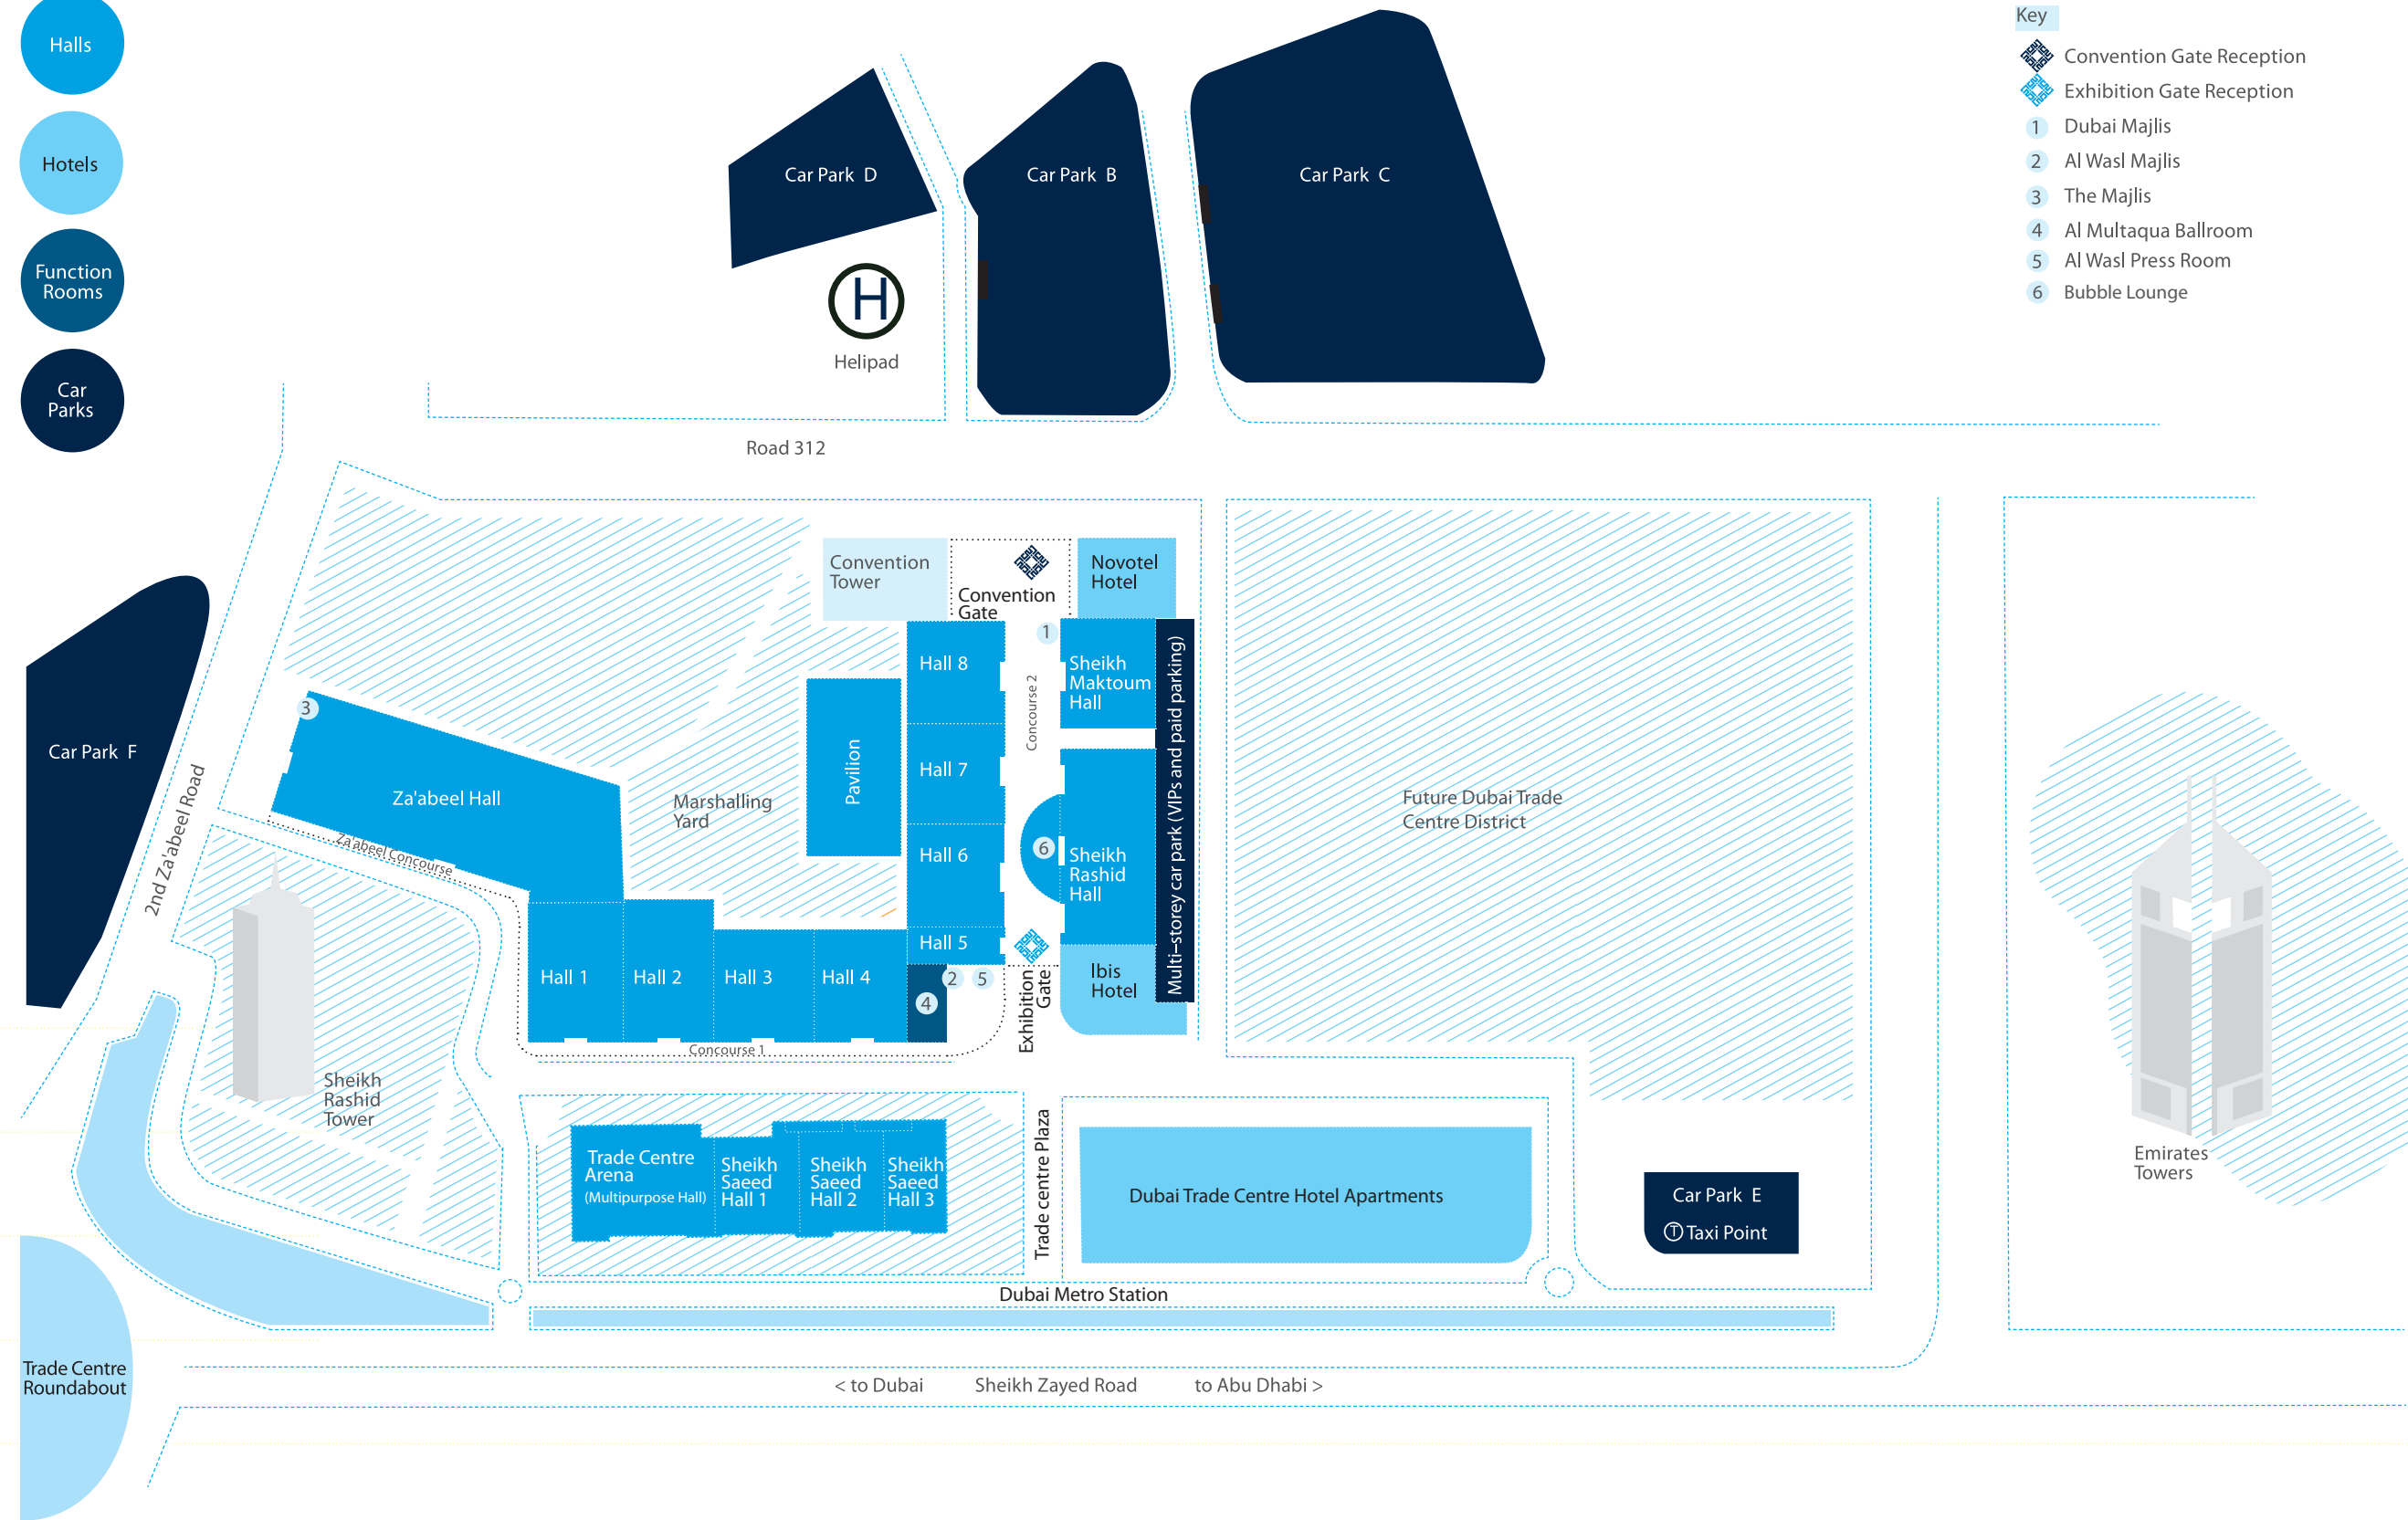 Halls
Hotels
Function
Rooms
Car
Parks
Key
Convention Gate Reception
Exhibition Gate Reception
1 Dubai Majlis
2 Al Wasl Majlis
3 The Majlis
4 Al Multaqua Ballroom
5 Al Wasl Press Room
6 Bubble Lounge
Car Park D
Car Park B
Car Park C
H
Helipad
Road 312
Convention
Tower
Convention
Gate
Novotel
Hotel
1
Hall 8
Sheikh
Maktoum
Hall
Concourse 2
Multi-storey car park (VIPs and paid parking)
3
Car Park F
2nd Za'abeel Road
Za'abeel Hall
Za'abeel Concourse
Marshalling
Yard
Pavilion
Hall 7
Hall 6
6
Sheikh
Rashid
Hall
Future Dubai Trade
Centre District
Hall 5
Hall 1
Hall 2
Hall 3
Hall 4
2
5
4
Exhibition
Gate
Ibis
Hotel
Concourse 1
Sheikh
Rashid
Tower
Trade Centre
Arena
(Multipurpose Hall)
Sheikh
Saeed
Hall 1
Sheikh
Saeed
Hall 2
Sheikh
Saeed
Hall 3
Trade centre Plaza
Dubai Trade Centre Hotel Apartments
Car Park E
T Taxi Point
Emirates
Towers
Dubai Metro Station
Trade Centre
Roundabout
< to Dubai Sheikh Zayed Road to Abu Dhabi >